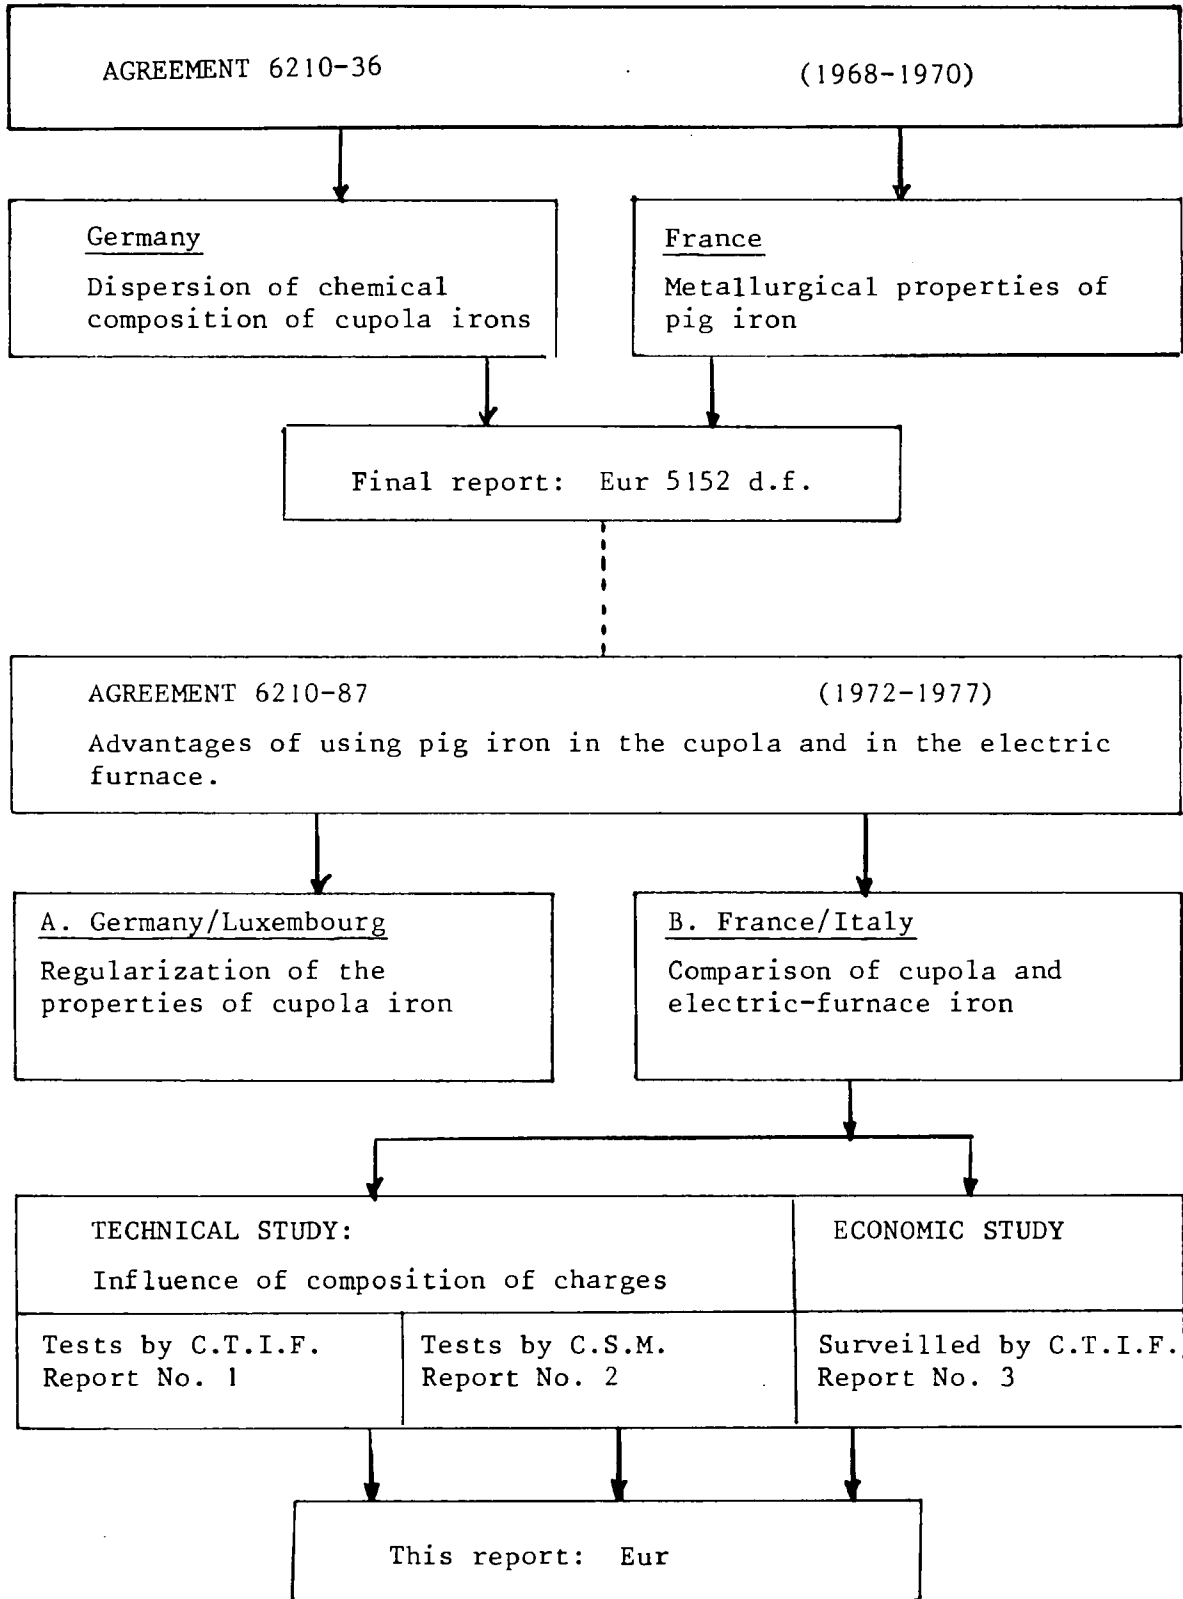 AGREEMENT 6210-36 (1968-1970)
Germany
Dispersion of chemical
composition of cupola irons
France
Metallurgical properties of
pig iron
Final report: Eur 5152 d.f.
AGREEMENT 6210-87 (1972-1977)
Advantages of using pig iron in the cupola and in the electric
furnace.
A. Germany/Luxembourg
Regularization of the
properties of cupola iron
B. France/Italy
Comparison of cupola and
electric-furnace iron
TECHNICAL STUDY:
Influence of composition of charges
ECONOMIC STUDY
Tests by C.T.I.F.
Report No. 1
Tests by C.S.M.
Report No. 2
Surveilled by C.T.I.F.
Report No. 3
This report: Eur